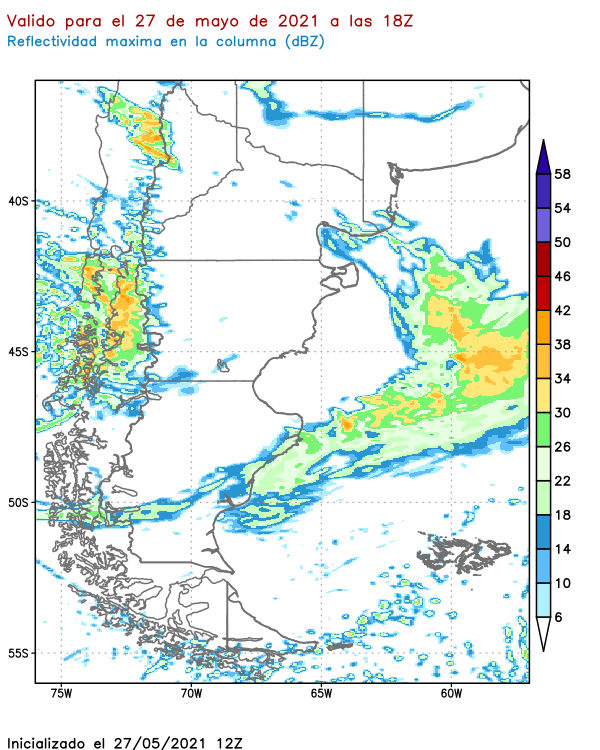 Valido para el 27 de mayo de 2021 a las 18Z
Reflectividad maxima en la columna (dBZ)
58
54
50
46
42
38
34
30
26
22
18
14
10
6
40S
45S
50S
55S
75W
70W
65W
60W
Inicializado el 27/05/2021 12Z